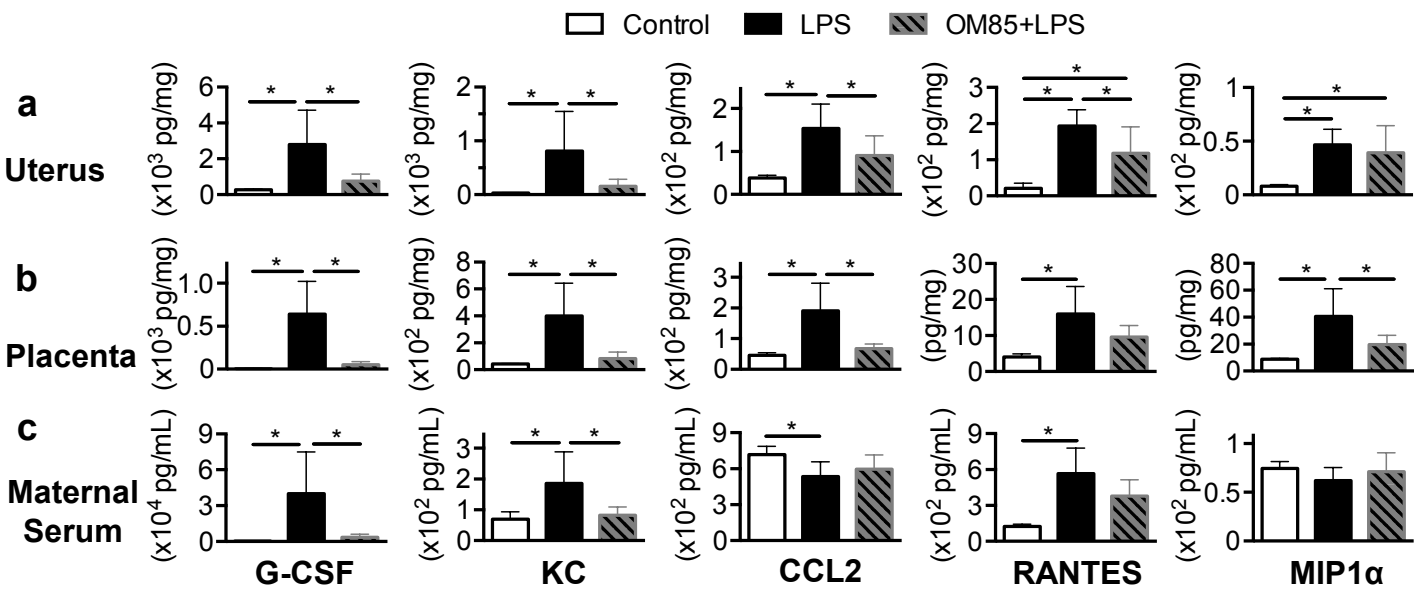 Control LPS OM85+LPS
a
Uterus
(x10³ pg/mg) 6 4 2 0 * *
(x10³ pg/mg) 2 1 0 * *
(x10² pg/mg) 2 1 0 * *
(x10² pg/mg) 3 2 1 0 * * *
(x10² pg/mg) 1 0.5 0 * *
b
Placenta
(x10³ pg/mg) 1.0 0.5 0 * *
(x10² pg/mg) 8 6 4 2 0 * *
(x10² pg/mg) 3 2 1 0 * *
(pg/mg) 30 20 10 0 *
(pg/mg) 80 60 40 20 0 * *
c
Maternal
Serum
(x10⁴ pg/mL) 9 6 3 0 * *
(x10² pg/mL) 3 2 1 0 * *
(x10² pg/mL) 9 6 3 0 *
(x10² pg/mL) 9 6 3 0 *
(x10² pg/mL) 1 0.5 0
G-CSF KC CCL2 RANTES MIP1α